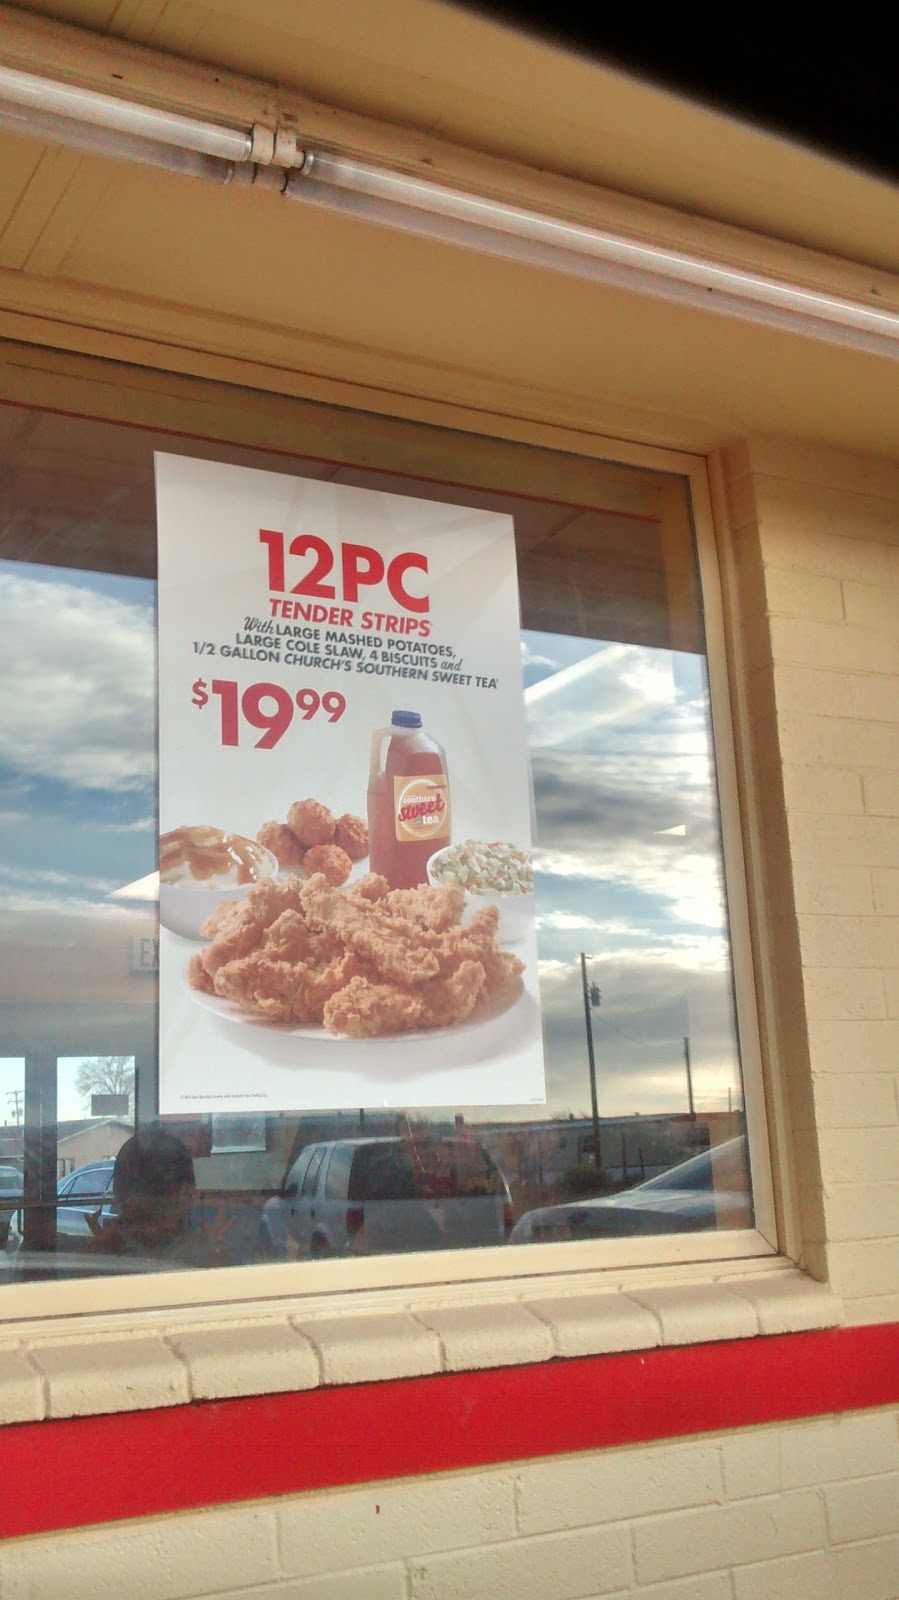 12PC
TENDER STRIPS
With LARGE MASHED POTATOES,
LARGE COLE SLAW, 4 BISCUITS and
1/2 GALLON CHURCH'S SOUTHERN SWEET TEA
$19.99
southern
sweet
tea
EX